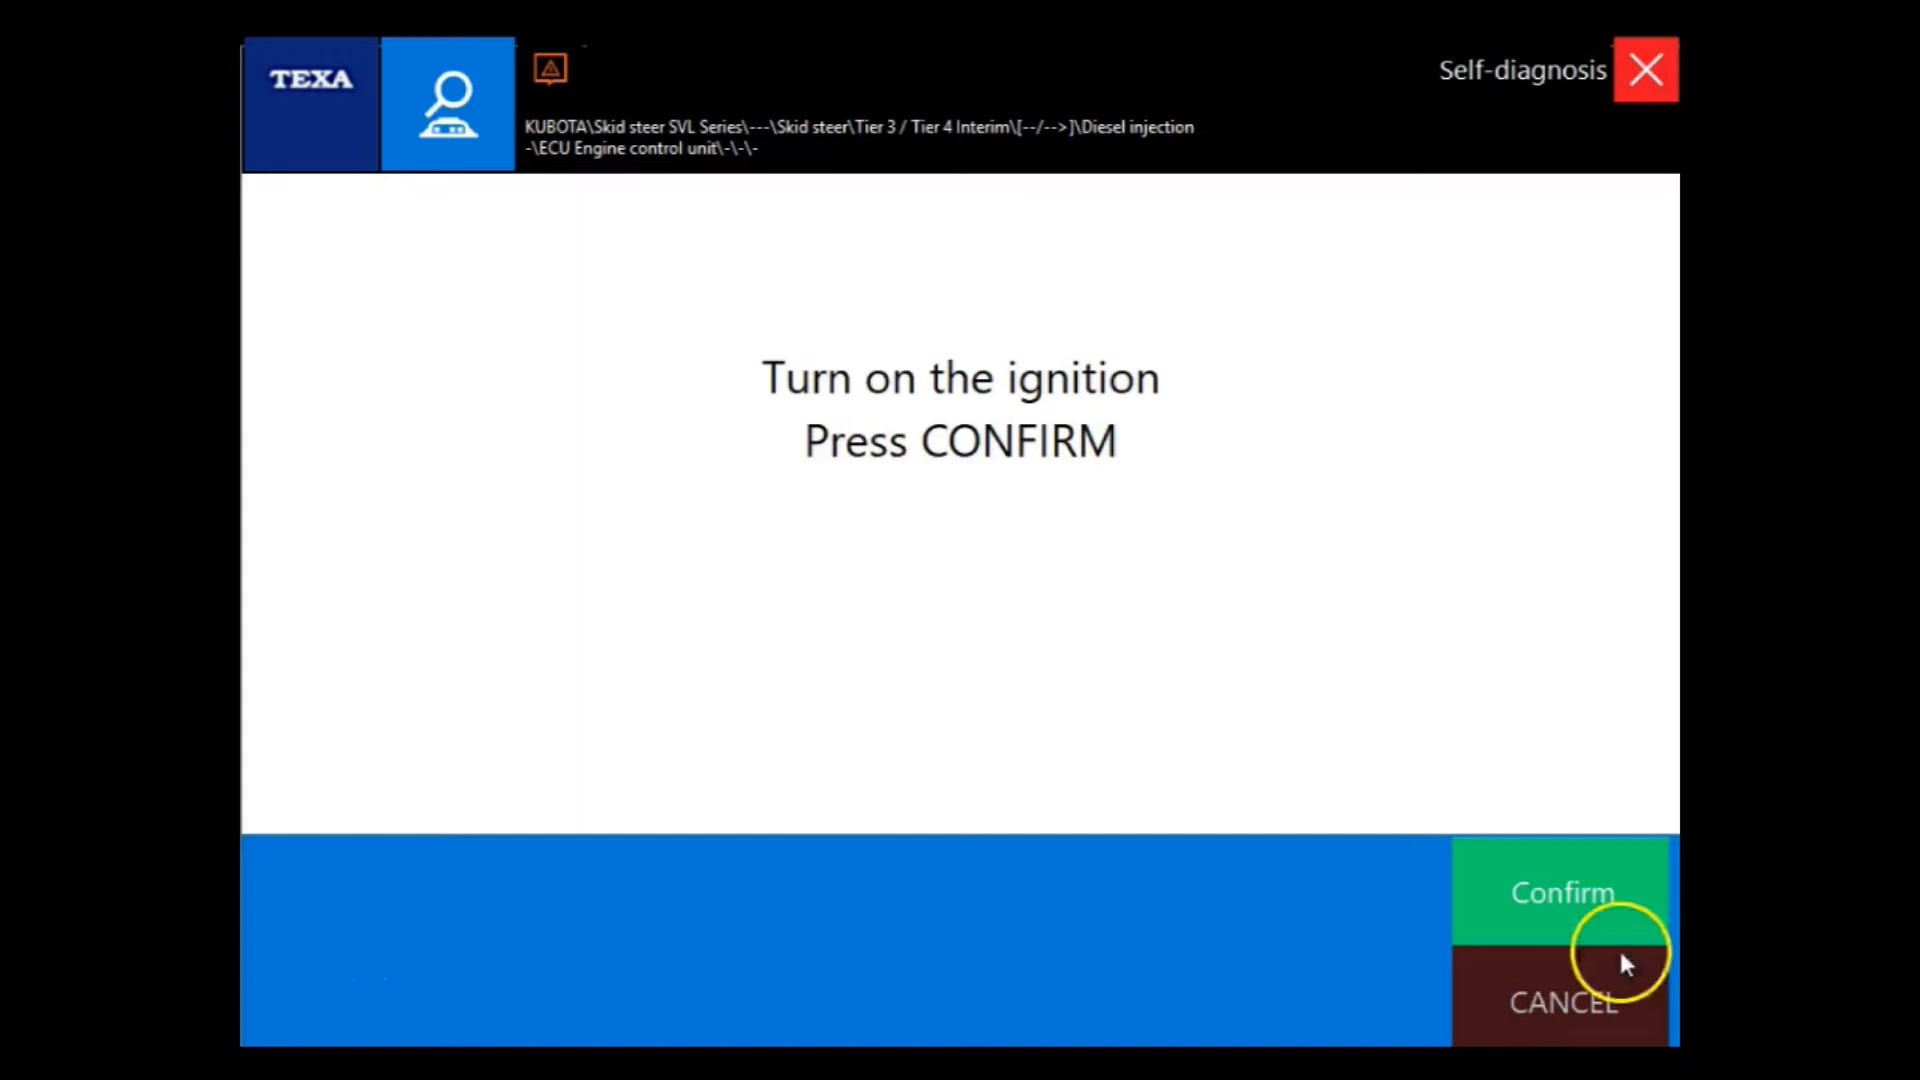 TEXA
Self-diagnosis
KUBOTA\Skid steer SVL Series\---\Skid steer\Tier 3 / Tier 4 Interim\[--/-->]\Diesel injection
-\ECU Engine control unit\-\-\-
Turn on the ignition
Press CONFIRM
Confirm
CANCEL